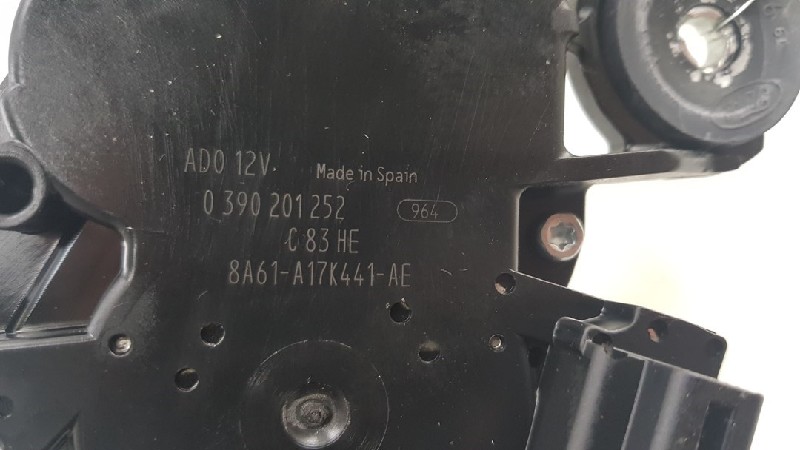 ADO 12V. Made in Spain
0 390 201 252 964
C 83 HE
8A61-A17K441-AE